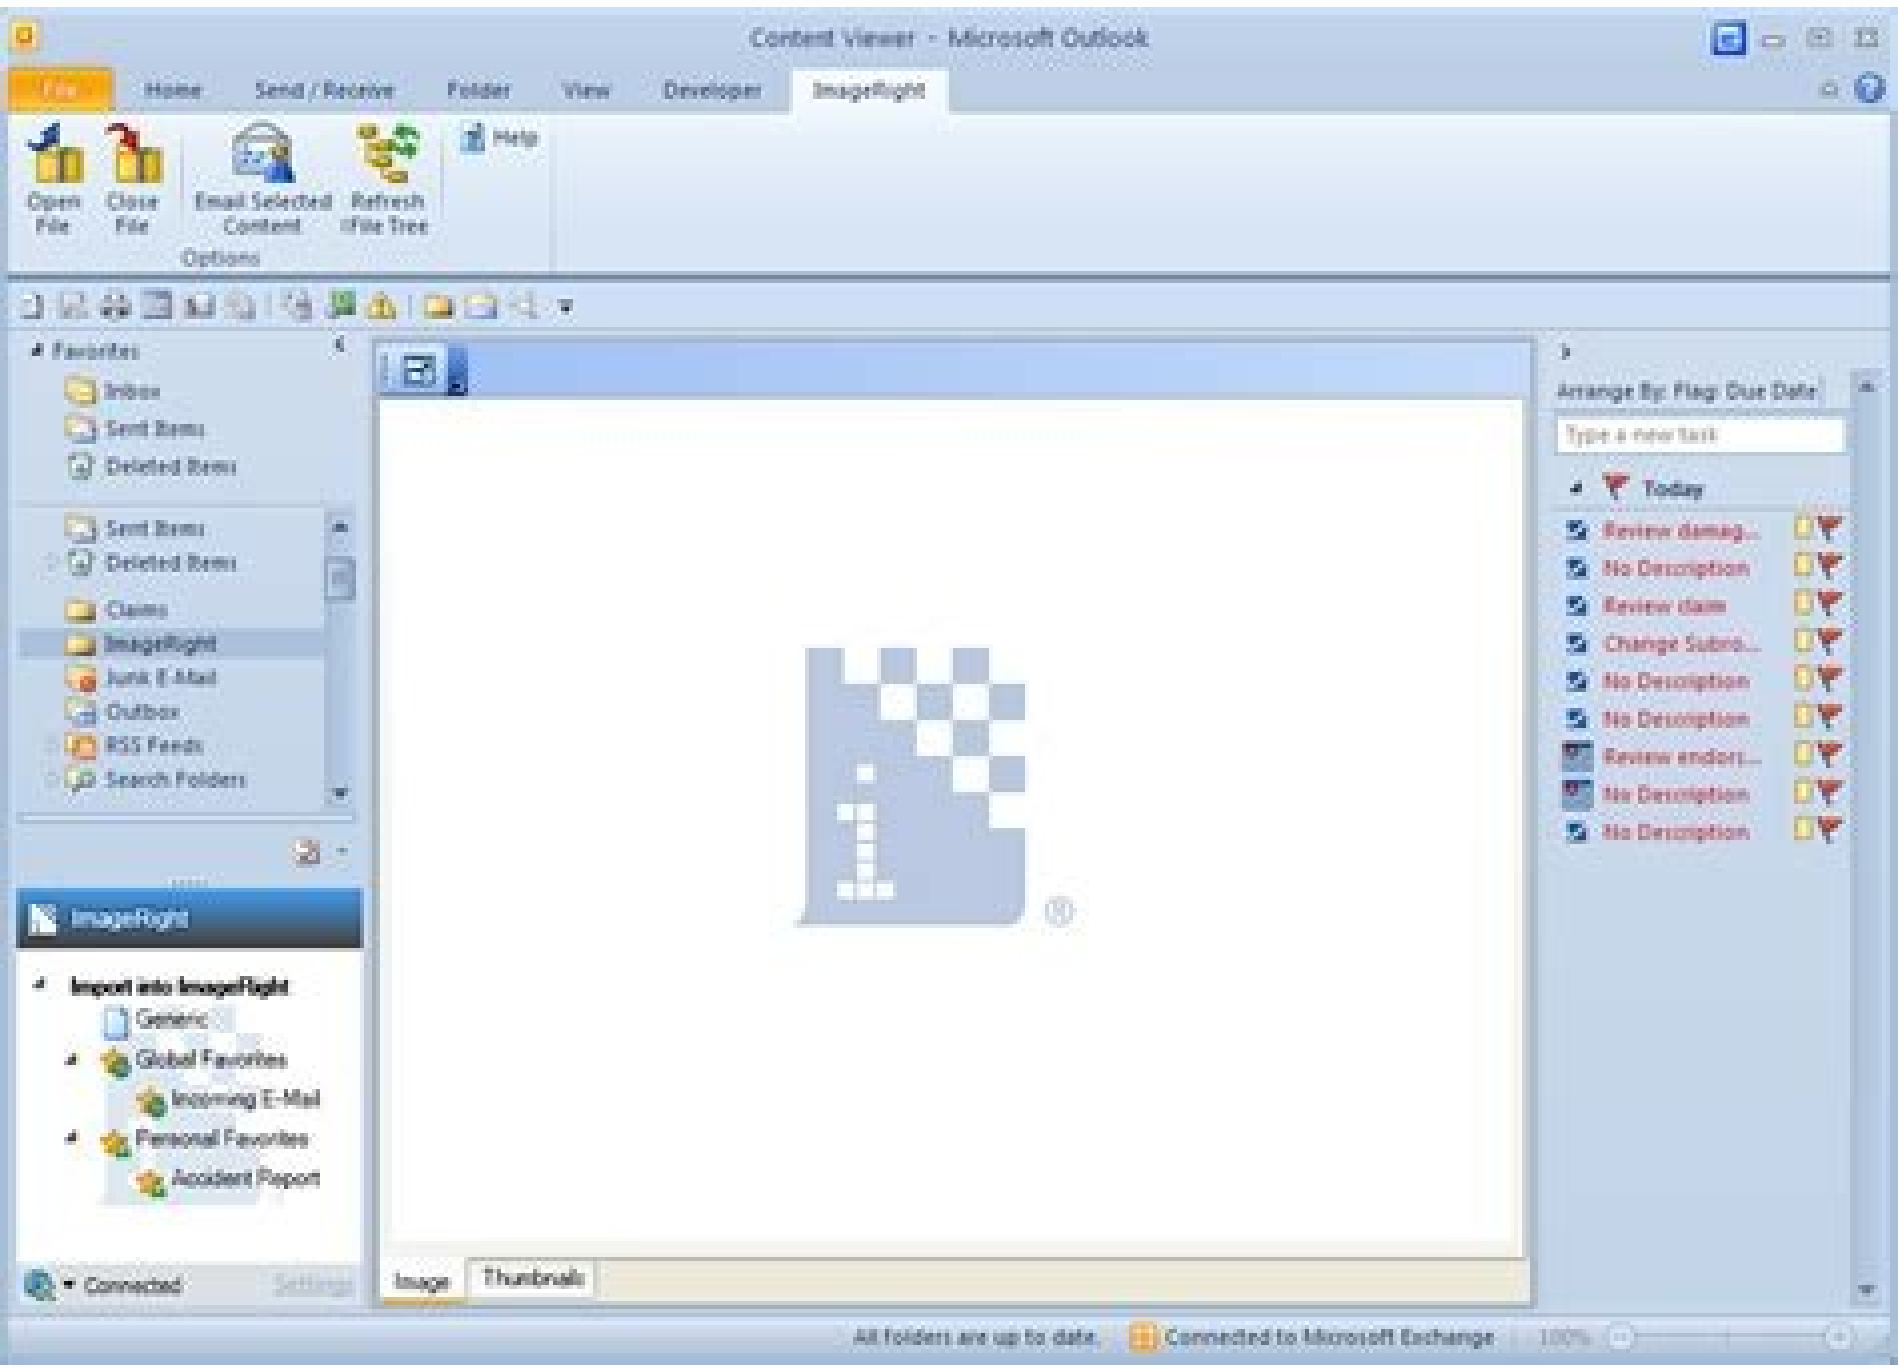 Content Viewer - Microsoft Outlook
File Home Send / Receive Folder View Developer ImageRight
Help
Open File
Close File
Email Selected Content
Refresh File Tree
Options
Favorites
Inbox
Sent Items
Deleted Items
Sent Items
Deleted Items
Claims
ImageRight
Junk E-Mail
Outbox
RSS Feeds
Search Folders
ImageRight
Import into ImageRight
Generic
Global Favorites
Incoming E-Mail
Personal Favorites
Accident Report
Connected Settings
Image Thumbnails
®
Arrange By: Flag: Due Date
Type a new task
Today
Review damag...
No Description
Review claim
Change Subro...
No Description
No Description
Review endors...
No Description
No Description
All folders are up to date. Connected to Microsoft Exchange 100%